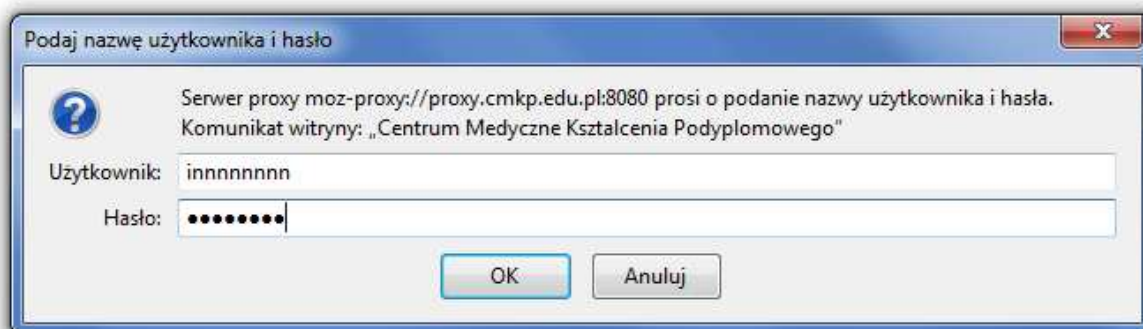 Podaj nazwę użytkownika i hasło
Serwer proxy moz-proxy://proxy.cmkp.edu.pl:8080 prosi o podanie nazwy użytkownika i hasła.
Komunikat witryny: „Centrum Medyczne Ksztalcenia Podyplomowego”
Użytkownik: innnnnnnn
Hasło: ••••••••
OK Anuluj